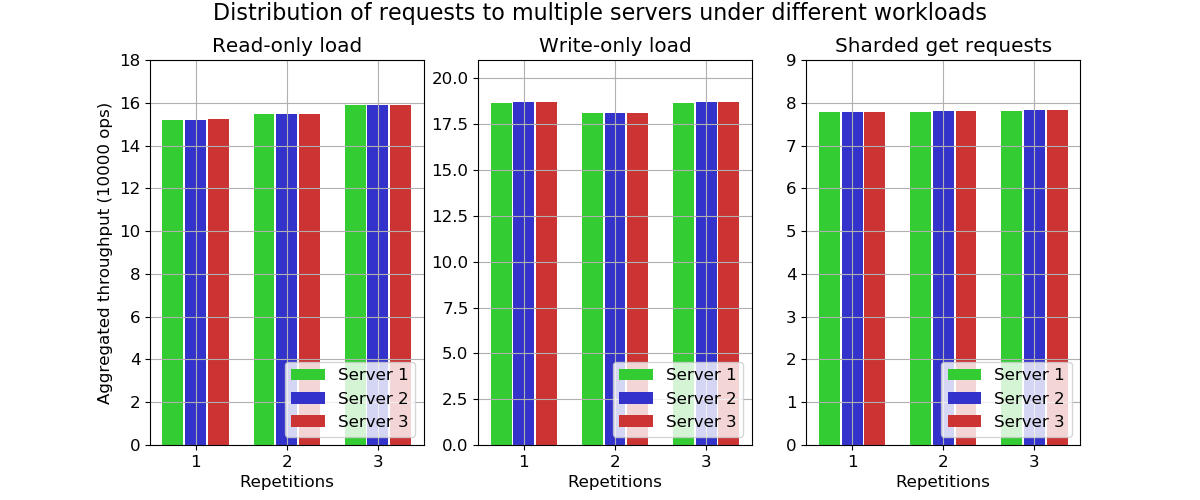 Distribution of requests to multiple servers under different workloads
Read-only load
Aggregated throughput (10000 ops)
18
16
14
12
10
8
6
4
2
0
Server 1
Server 2
Server 3
1 2 3
Repetitions
Write-only load
20.0
17.5
15.0
12.5
10.0
7.5
5.0
2.5
0.0
Server 1
Server 2
Server 3
1 2 3
Repetitions
Sharded get requests
9
8
7
6
5
4
3
2
1
0
Server 1
Server 2
Server 3
1 2 3
Repetitions